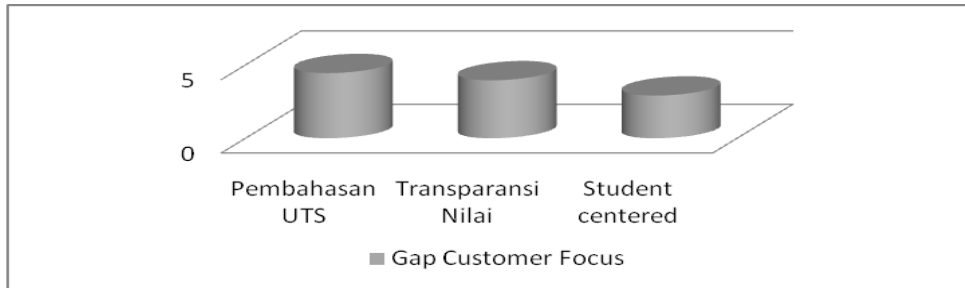 5
0
Pembahasan
UTS
Transparansi
Nilai
Student
centered
Gap Customer Focus